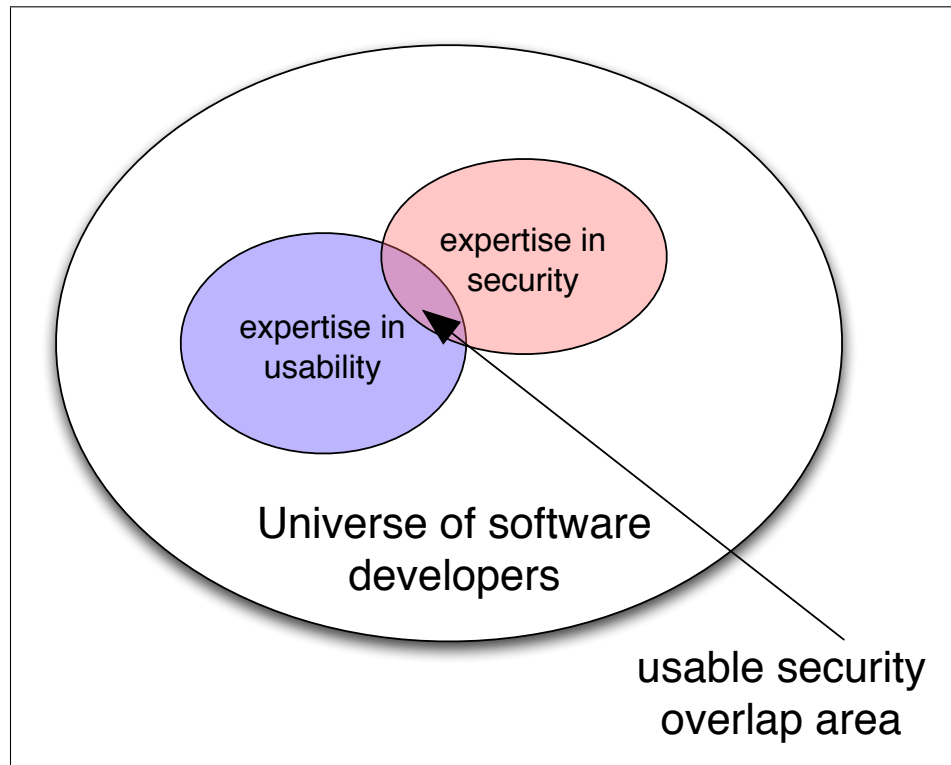 expertise in
security
expertise in
usability
Universe of software
developers
usable security
overlap area